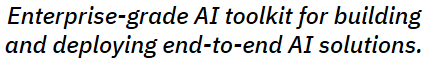 Enterprise-grade AI toolkit for building
and deploying end-to-end AI solutions.